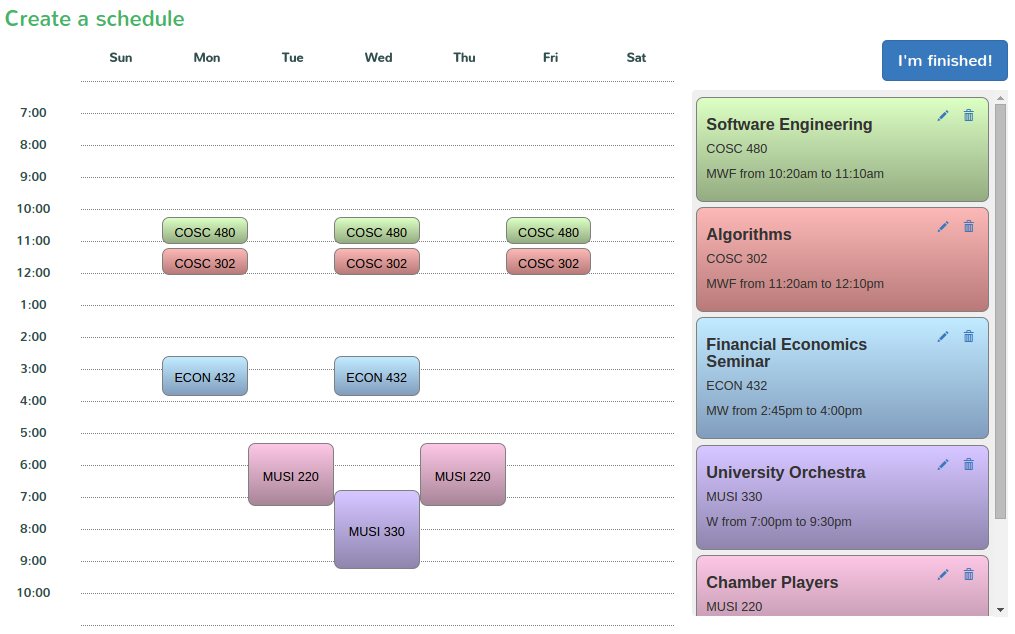 Create a schedule
Sun Mon Tue Wed Thu Fri Sat
I'm finished!
7:00
8:00
9:00
10:00
COSC 480 COSC 480 COSC 480
11:00
COSC 302 COSC 302 COSC 302
12:00
1:00
2:00
3:00
ECON 432 ECON 432
4:00
5:00
6:00
MUSI 220 MUSI 220
7:00
8:00
MUSI 330
9:00
10:00
Software Engineering
COSC 480
MWF from 10:20am to 11:10am
Algorithms
COSC 302
MWF from 11:20am to 12:10pm
Financial Economics
Seminar
ECON 432
MW from 2:45pm to 4:00pm
University Orchestra
MUSI 330
W from 7:00pm to 9:30pm
Chamber Players
MUSI 220